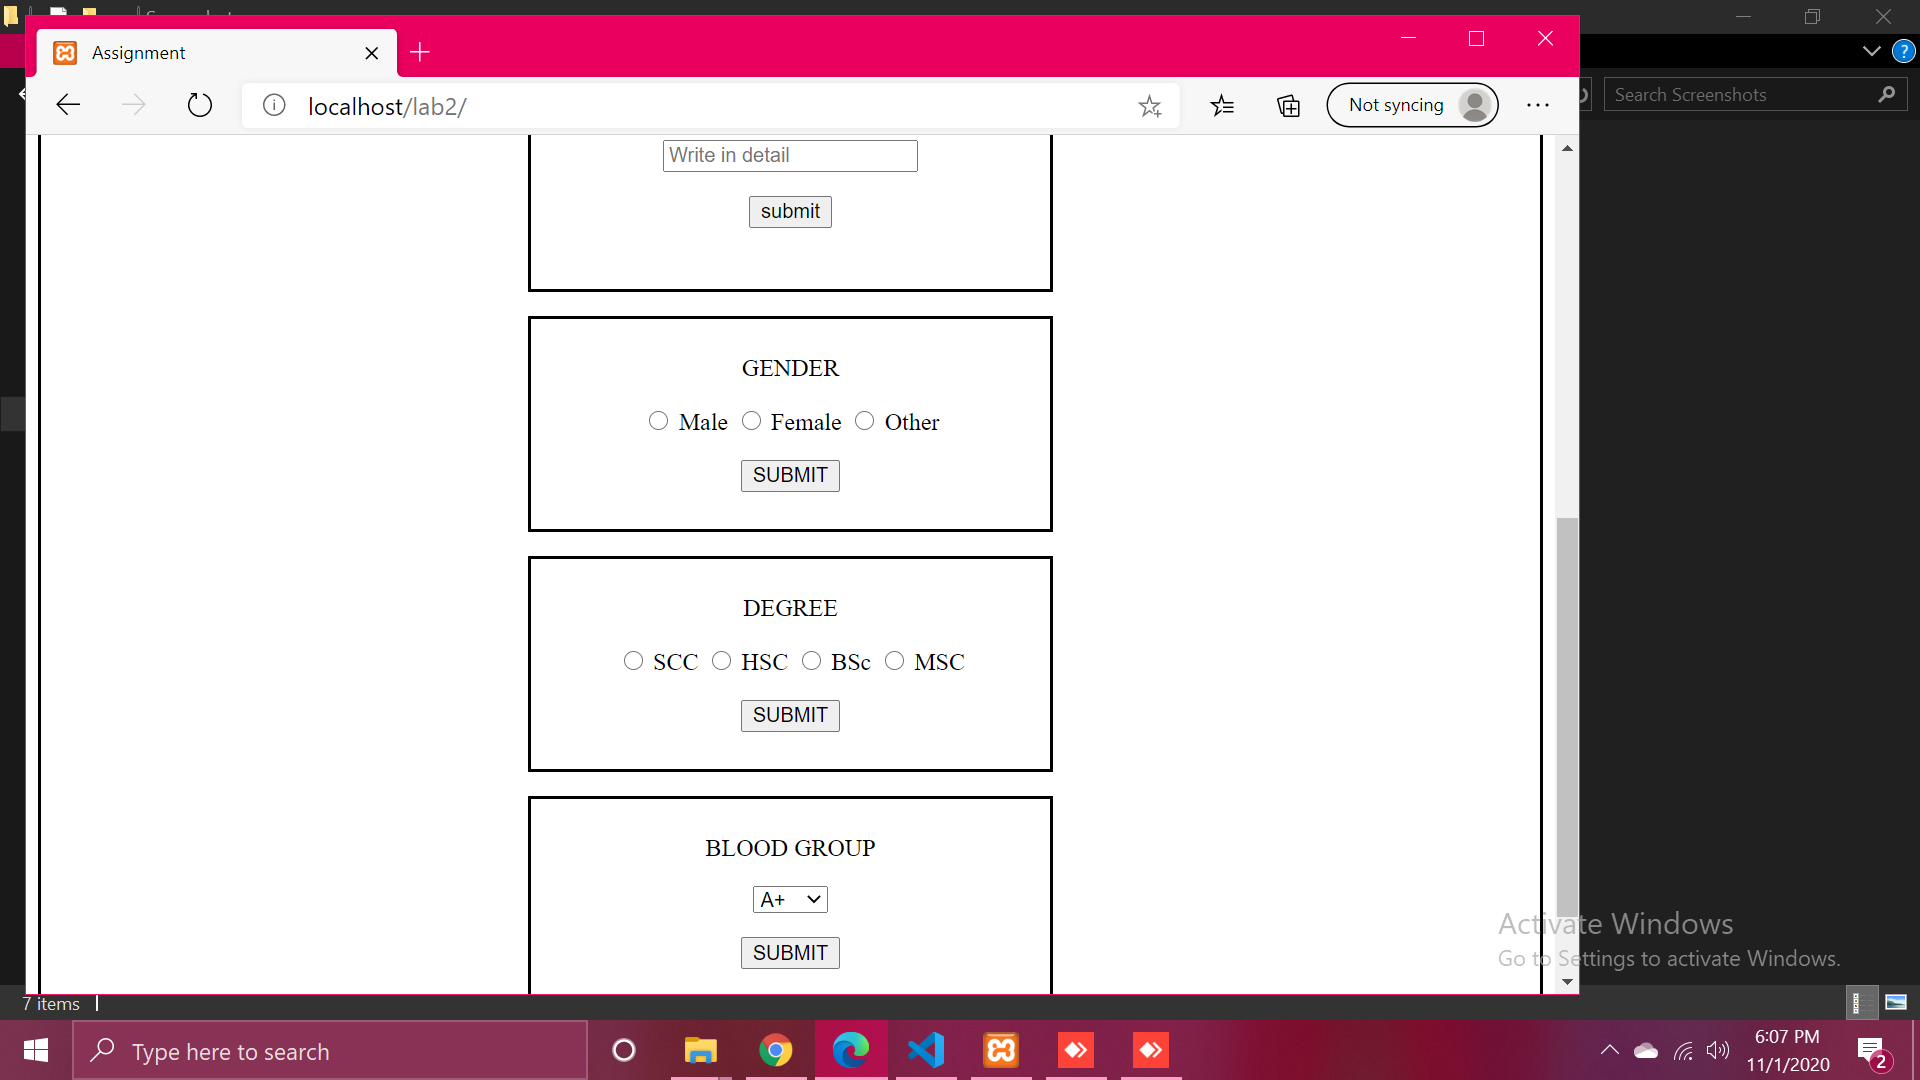 Assignment
localhost/lab2/
Not syncing
Search Screenshots
Write in detail
submit
GENDER
Male Female Other
SUBMIT
DEGREE
SCC HSC BSc MSC
SUBMIT
BLOOD GROUP
A+
SUBMIT
Activate Windows
Go to Settings to activate Windows.
7 items
Type here to search
6:07 PM
11/1/2020
2